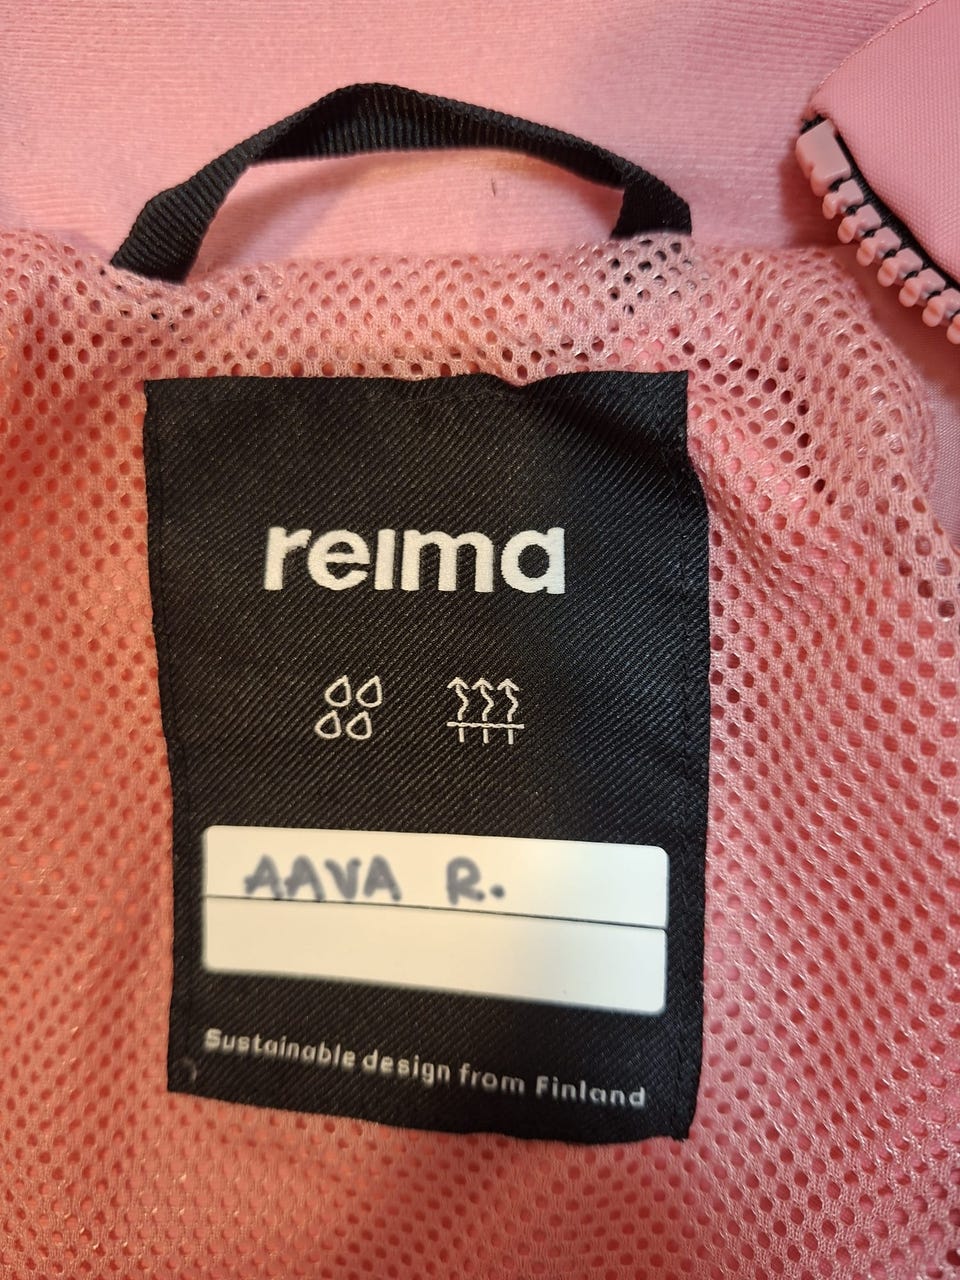 reima
AAVA R.
Sustainable design from Finland